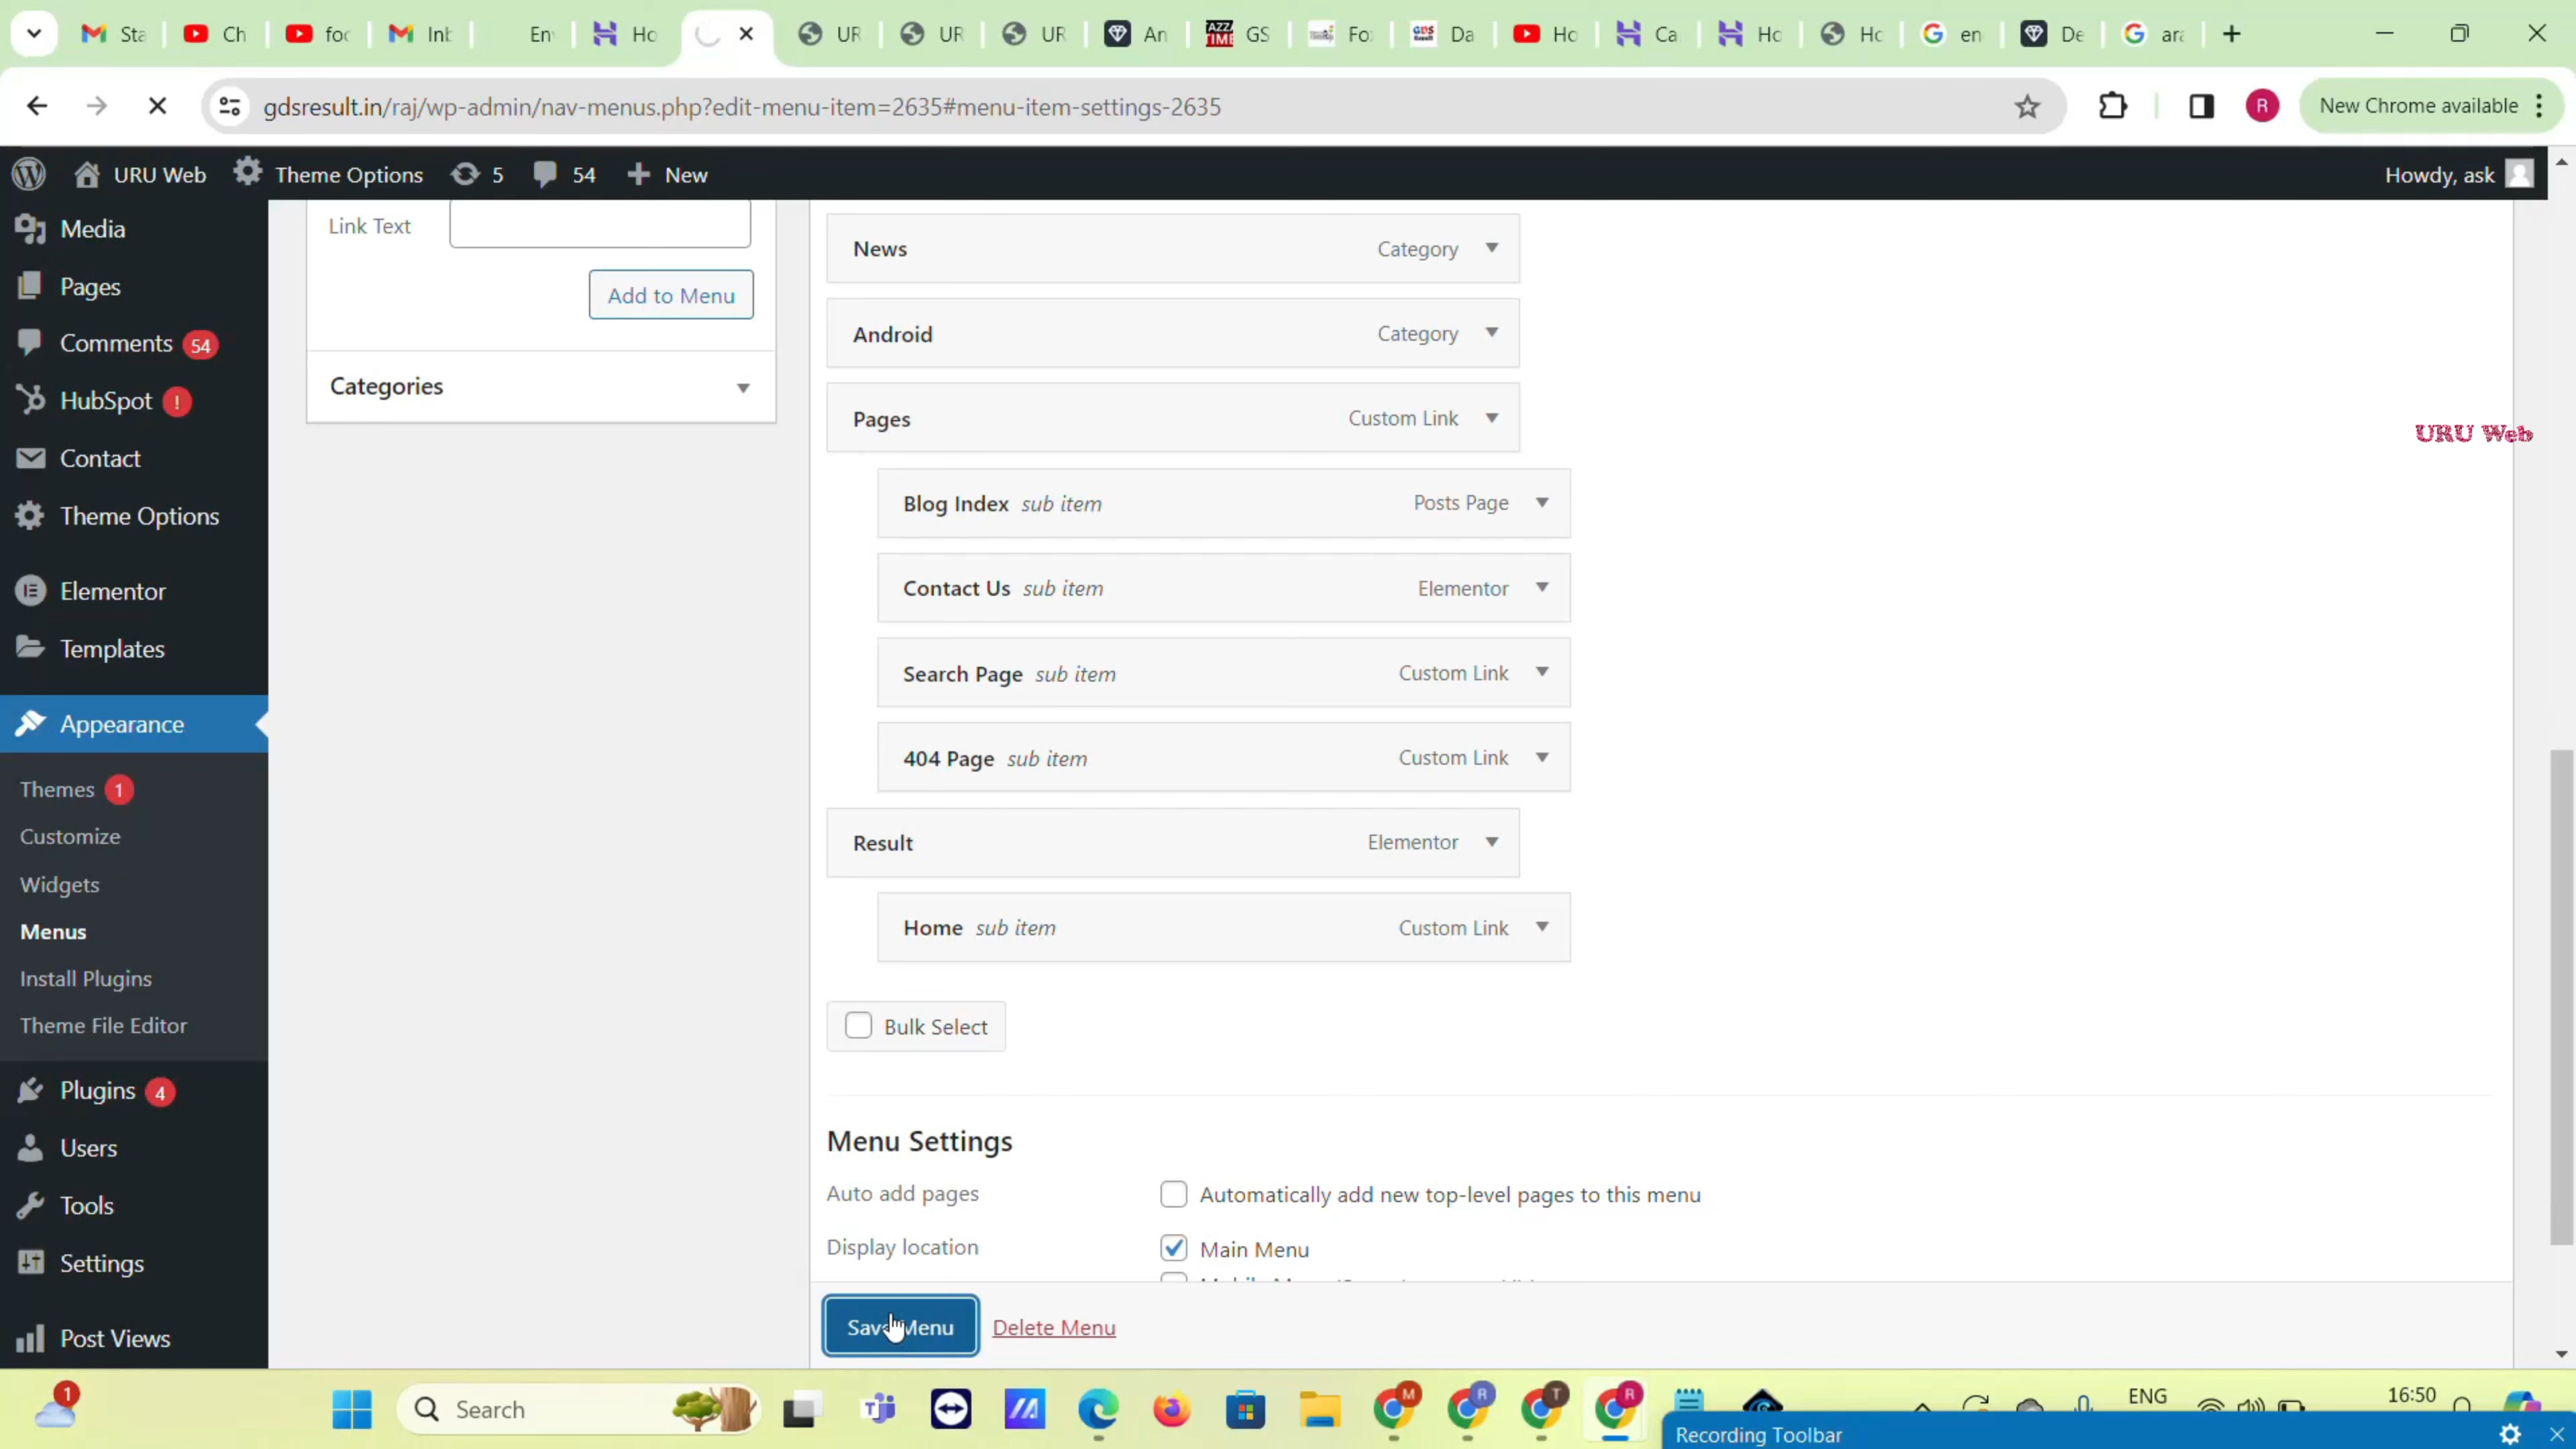 Sta
Ch
foc
Inb
En
Ho
UR
UR
UR
An
GS
Fo
Da
Ho
Ca
Ho
Ho
en
De
ara
gdsresult.in/raj/wp-admin/nav-menus.php?edit-menu-item=2635#menu-item-settings-2635
R
New Chrome available
URU Web
Theme Options
5
54
New
Howdy, ask
Media
Pages
Comments 54
HubSpot !
Contact
Theme Options
Elementor
Templates
Appearance
Themes 1
Customize
Widgets
Menus
Install Plugins
Theme File Editor
Plugins 4
Users
Tools
Settings
Post Views
Link Text
Add to Menu
Categories
News Category
Android Category
Pages Custom Link
Blog Index sub item Posts Page
Contact Us sub item Elementor
Search Page sub item Custom Link
404 Page sub item Custom Link
Result Elementor
Home sub item Custom Link
Bulk Select
URU Web
Menu Settings
Auto add pages Automatically add new top-level pages to this menu
Display location Main Menu
Save Menu Delete Menu
1
Search
M
R
T
R
ENG
16:50
Recording Toolbar